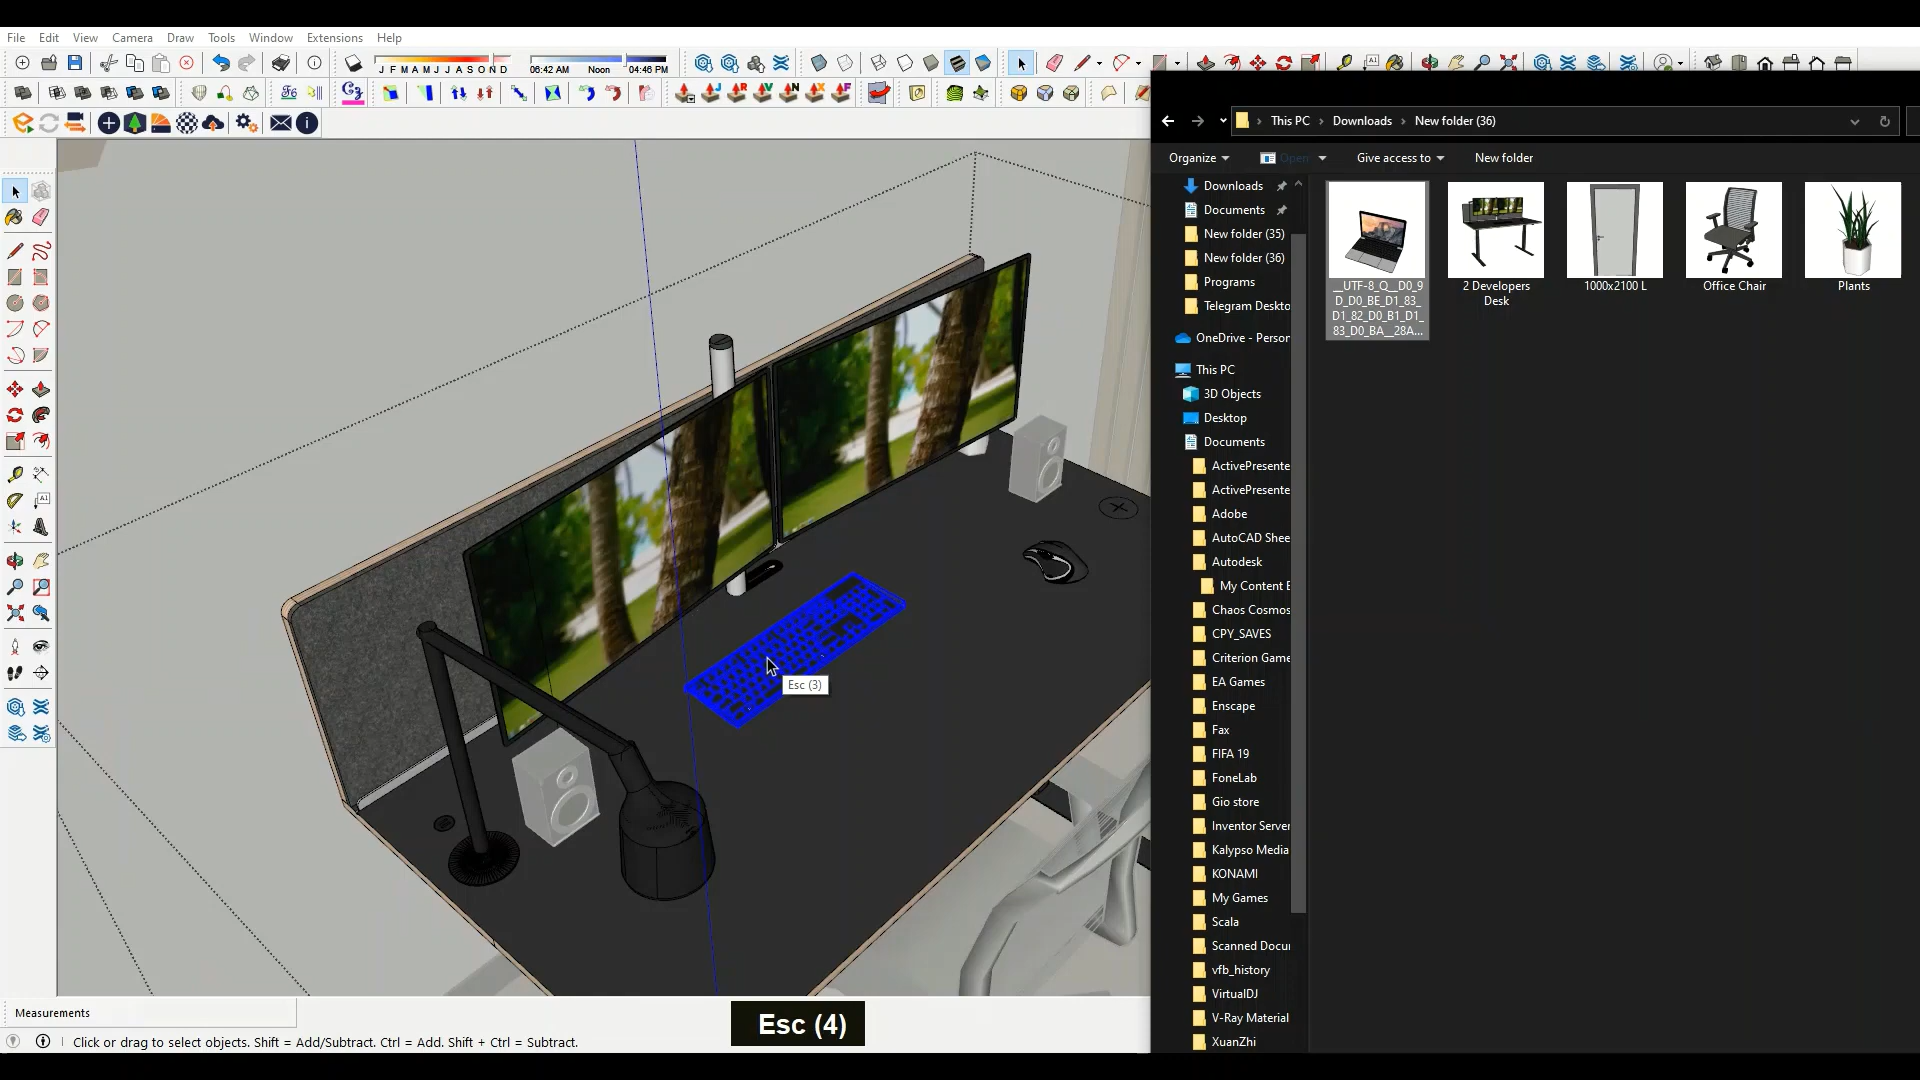 File Edit View Camera Draw Tools Window Extensions Help
J F M A M J J A S O N D
06:42 AM Noon 04:46 PM
This PC > Downloads > New folder (36)
Organize Open Give access to New folder
Downloads
Documents
New folder (35)
New folder (36)
Programs
Telegram Deskto
OneDrive - Person
This PC
3D Objects
Desktop
Documents
ActivePresente
ActivePresente
Adobe
AutoCAD Shee
Autodesk
My Content E
Chaos Cosmos
CPY_SAVES
Criterion Game
EA Games
Enscape
Fax
FIFA 19
FoneLab
Gio store
Inventor Server
Kalypso Media
KONAMI
My Games
Scala
Scanned Docu
vfb_history
VirtualDJ
V-Ray Material
XuanZhi
__UTF-8_Q__D0_9
D_D0_BE_D1_83_
D1_82_D0_B1_D1_
83_D0_BA__28A...
2 Developers
Desk
1000x2100 L
Office Chair
Plants
Esc (3)
Esc (4)
Measurements
Click or drag to select objects. Shift = Add/Subtract. Ctrl = Add. Shift + Ctrl = Subtract.